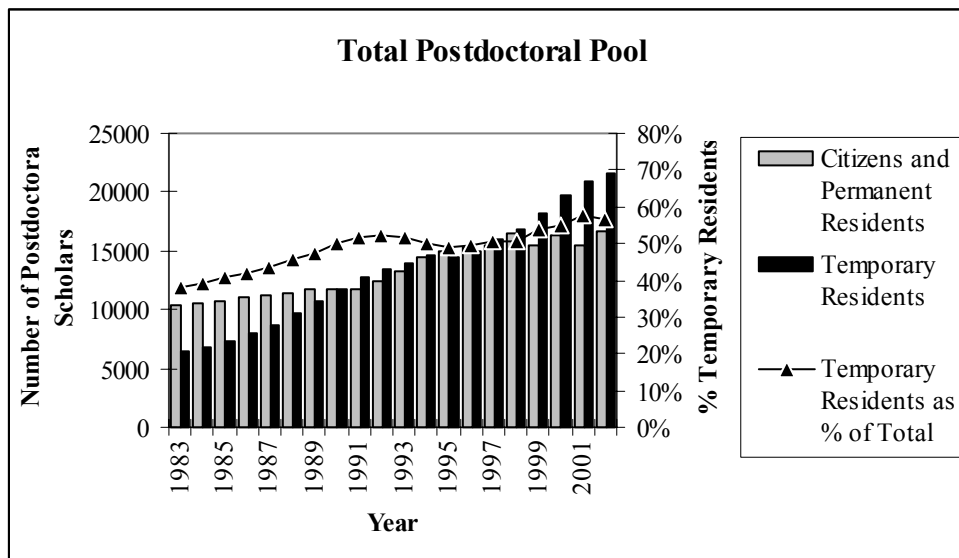 Total Postdoctoral Pool
Number of Postdoctora
Scholars
25000
20000
15000
10000
5000
0
80%
70%
60%
50%
40%
30%
20%
10%
0%
% Temporary Residents
1983
1985
1987
1989
1991
1993
1995
1997
1999
2001
Year
Citizens and
Permanent
Residents
Temporary
Residents
Temporary
Residents as
% of Total